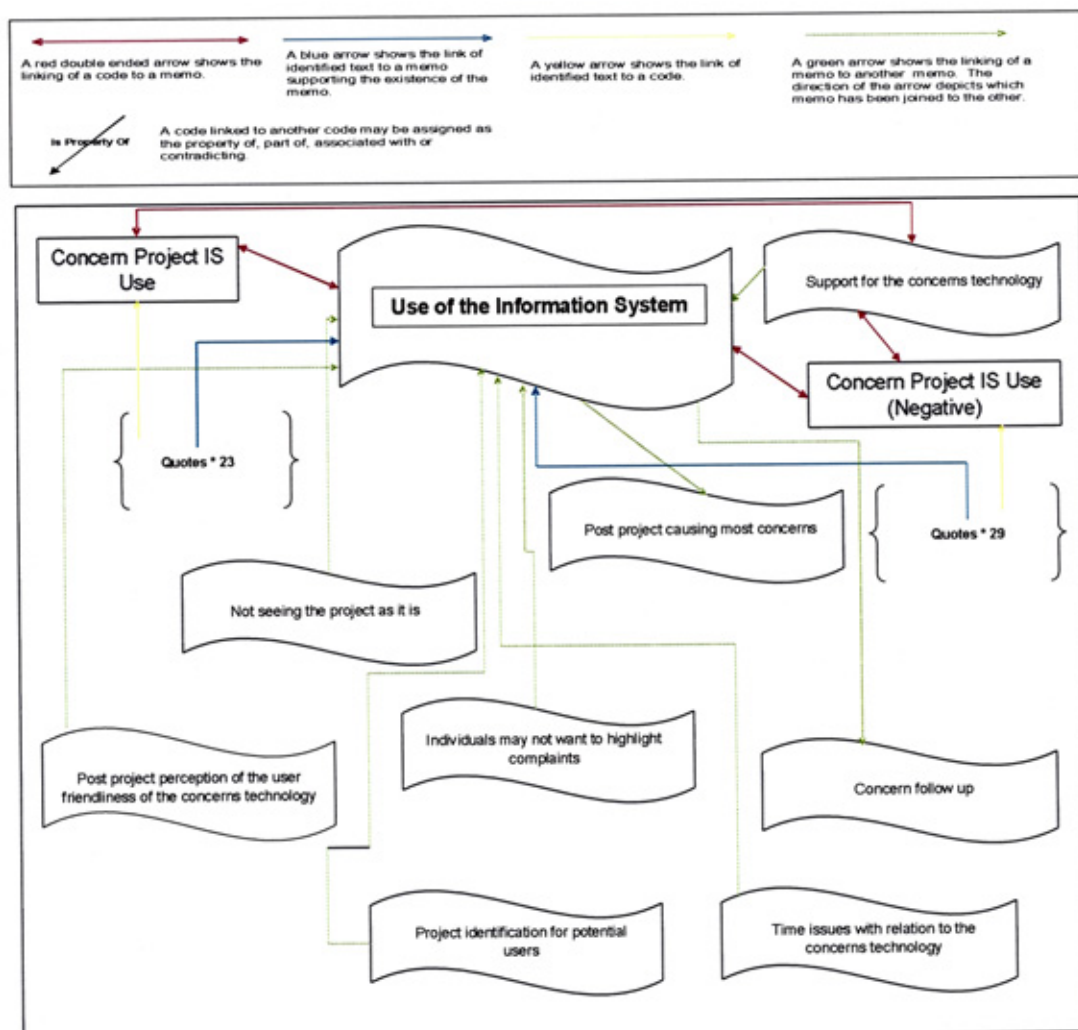 A red double ended arrow shows the
linking of a code to a memo.
A blue arrow shows the link of
identified text to a memo
supporting the existence of the
memo.
A yellow arrow shows the link of
identified text to a code.
A green arrow shows the linking of a
memo to another memo. The
direction of the arrow depicts which
memo has been joined to the other.
Is Property Of
A code linked to another code may be assigned as
the property of, part of, associated with or
contradicting.
Concern Project IS
Use
Use of the Information System
Support for the concerns technology
Concern Project IS Use
(Negative)
Quotes * 23
Post project causing most concerns
Quotes * 29
Not seeing the project as it is
Individuals may not want to highlight
complaints
Post project perception of the user
friendliness of the concerns technology
Concern follow up
Project identification for potential
users
Time issues with relation to the
concerns technology